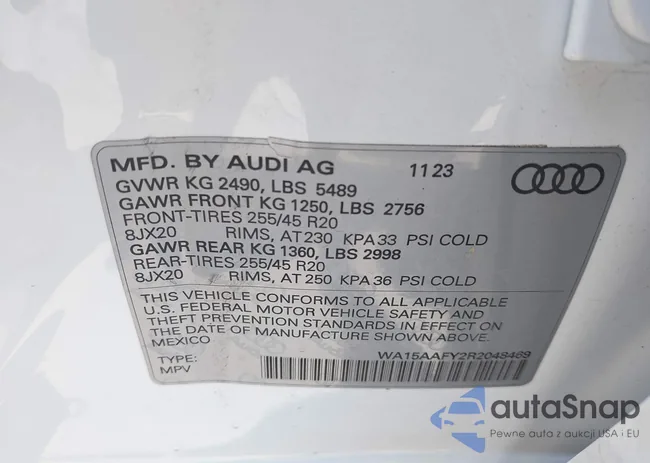 MFD. BY AUDI AG 11 23
GVWR KG 2490, LBS 5489
GAWR FRONT KG 1250, LBS 2756
FRONT-TIRES 255/45 R20
8JX20 RIMS, AT 230 KPA 33 PSI COLD
GAWR REAR KG 1360, LBS 2998
REAR-TIRES 255/45 R20
8JX20 RIMS, AT 250 KPA 36 PSI COLD
THIS VEHICLE CONFORMS TO ALL APPLICABLE
U.S. FEDERAL MOTOR VEHICLE SAFETY AND
THEFT PREVENTION STANDARDS IN EFFECT ON
THE DATE OF MANUFACTURE SHOWN ABOVE.
MEXICO
TYPE: WA15AAFY2R2048469
MPV
autaSnap
Pewne auta z aukcji USA i EU